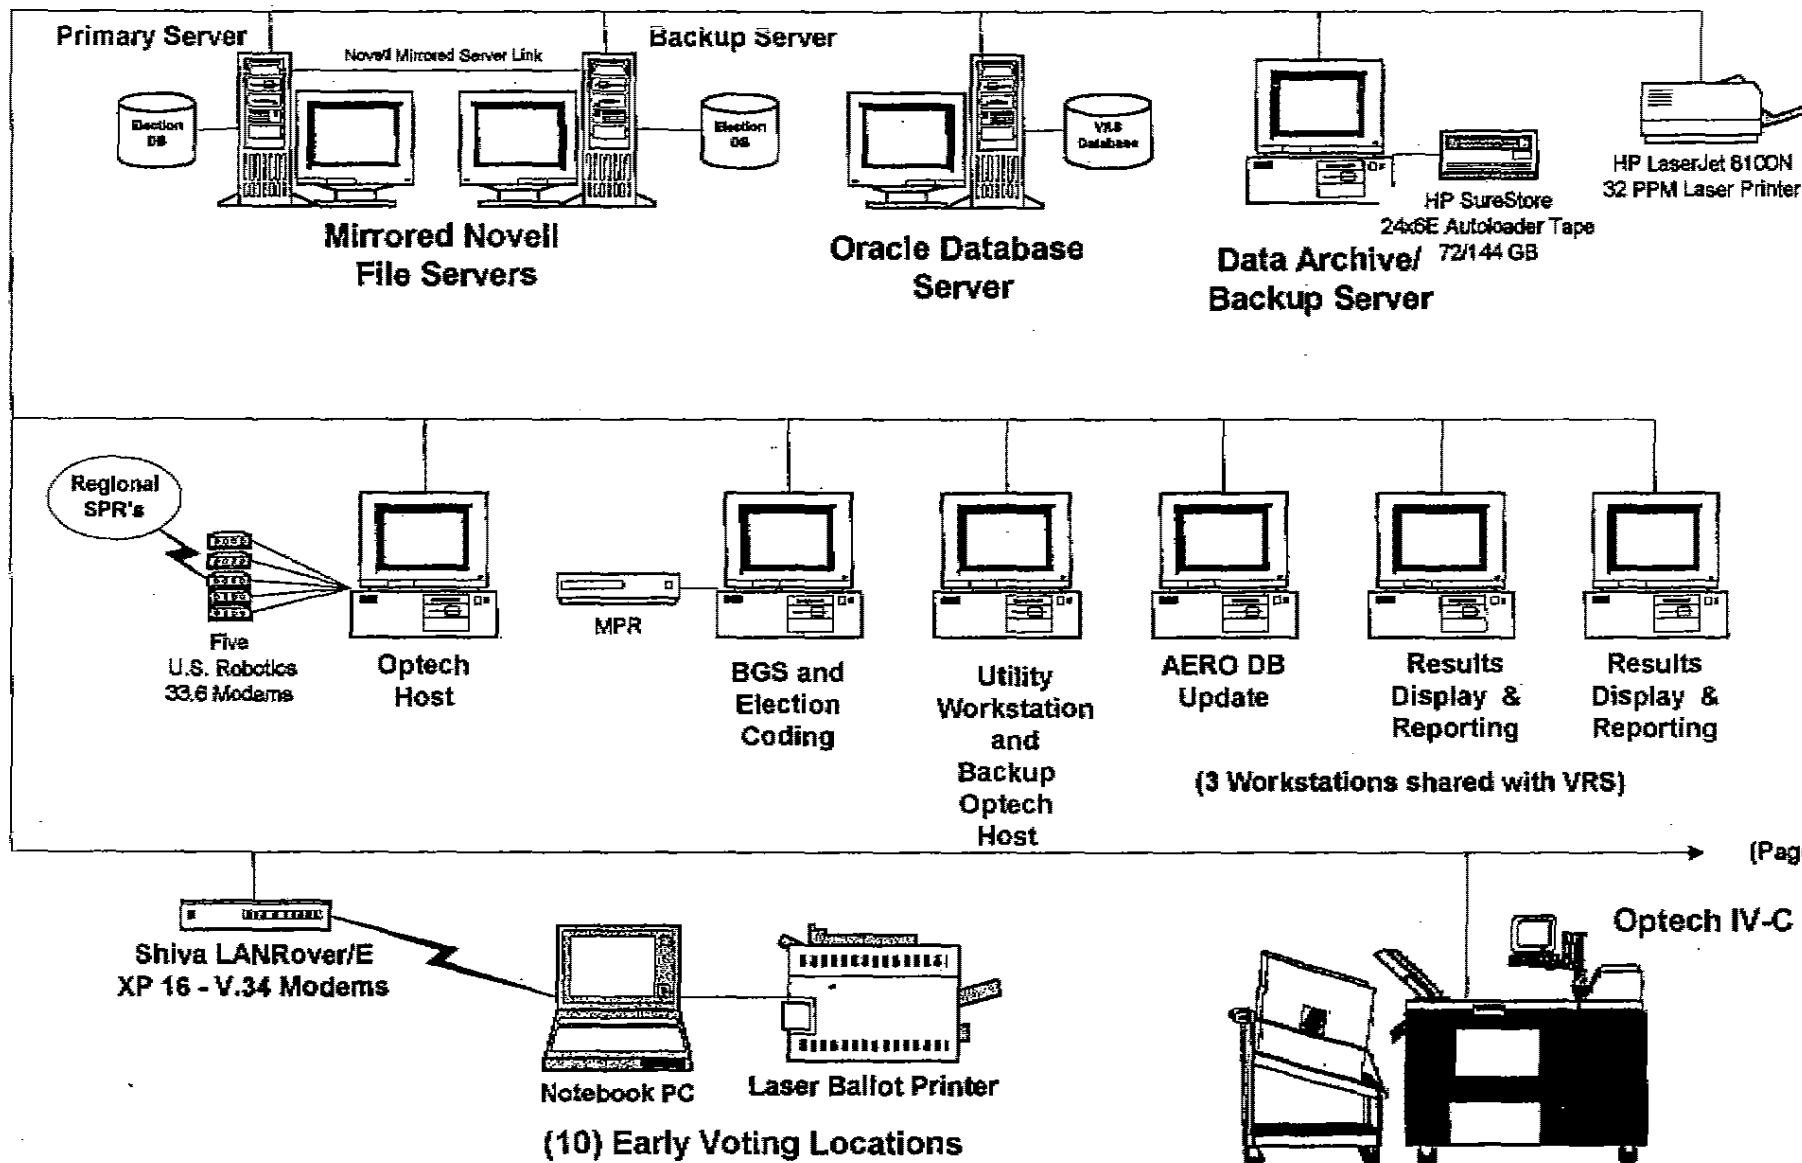 Primary Server
Novell Mirrored Server Link
Backup Server
Election
DB
Election
DB
VRS
Database
HP LaserJet 8100N
32 PPM Laser Printer
HP SureStore
24x6E Autoloader Tape
72/144 GB
Mirrored Novell
File Servers
Oracle Database
Server
Data Archive/
Backup Server
Regional
SPR's
Five
U.S. Robotics
33.6 Modems
Optech
Host
MPR
BGS and
Election
Coding
Utility
Workstation
and
Backup
Optech
Host
AERO DB
Update
Results
Display &
Reporting
Results
Display &
Reporting
(3 Workstations shared with VRS)
(Pag
Shiva LANRover/E
XP 16 - V.34 Modems
Notebook PC
Laser Ballot Printer
(10) Early Voting Locations
Optech IV-C